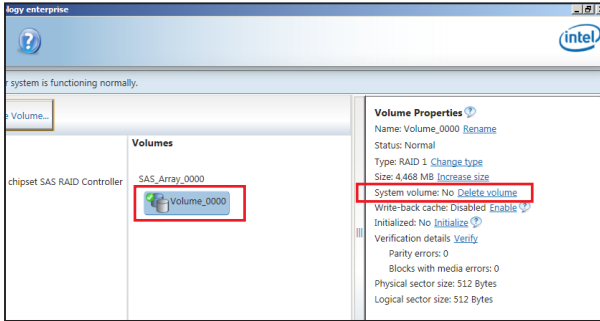 logy enterprise
?
intel
r system is functioning normally.
e Volume...
Volumes
chipset SAS RAID Controller
SAS_Array_0000
Volume_0000
Volume Properties ?
Name: Volume_0000 Rename
Status: Normal
Type: RAID 1 Change type
Size: 4,468 MB Increase size
System volume: No Delete volume
Write-back cache: Disabled Enable ?
Initialized: No Initialize ?
Verification details Verify
Parity errors: 0
Blocks with media errors: 0
Physical sector size: 512 Bytes
Logical sector size: 512 Bytes